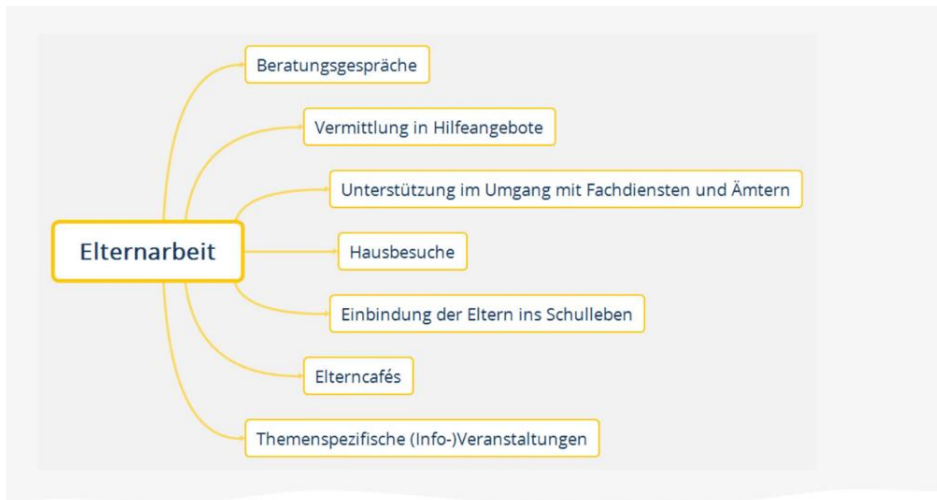 Beratungsgespräche
Vermittlung in Hilfeangebote
Unterstützung im Umgang mit Fachdiensten und Ämtern
Elternarbeit
Hausbesuche
Einbindung der Eltern ins Schulleben
Elterncafés
Themenspezifische (Info-)Veranstaltungen